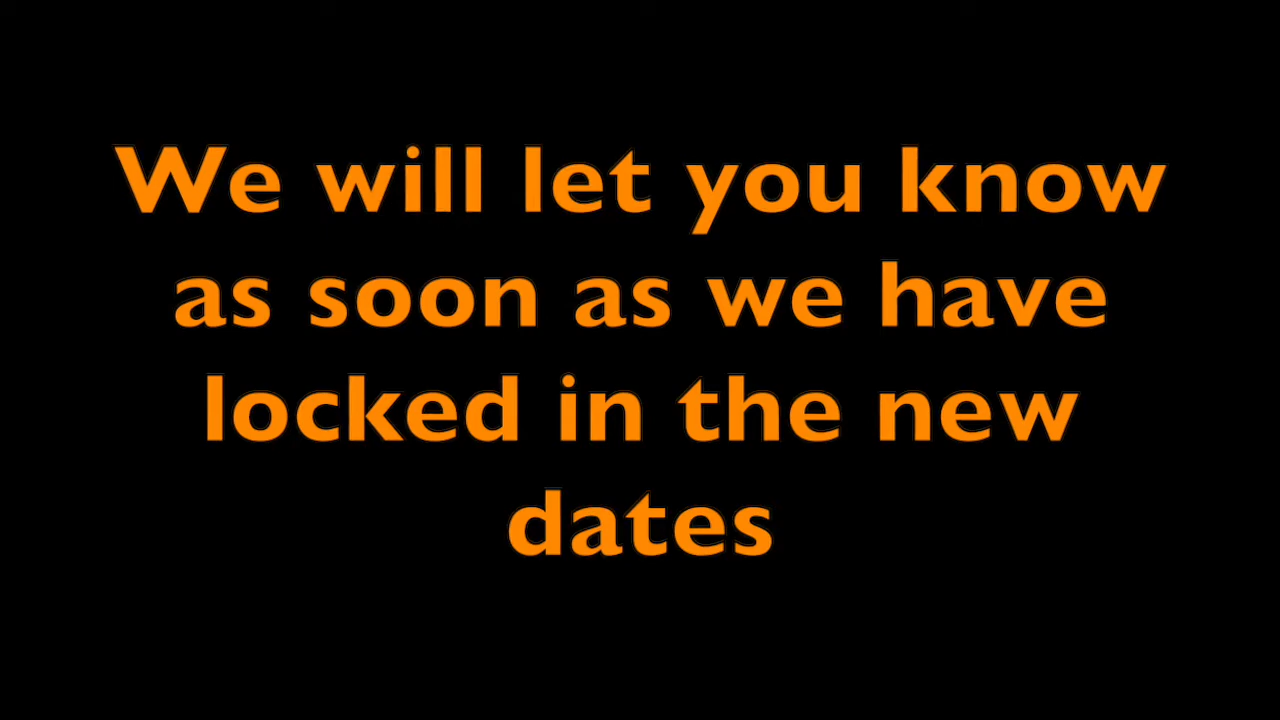 We will let you know
as soon as we have
locked in the new
dates